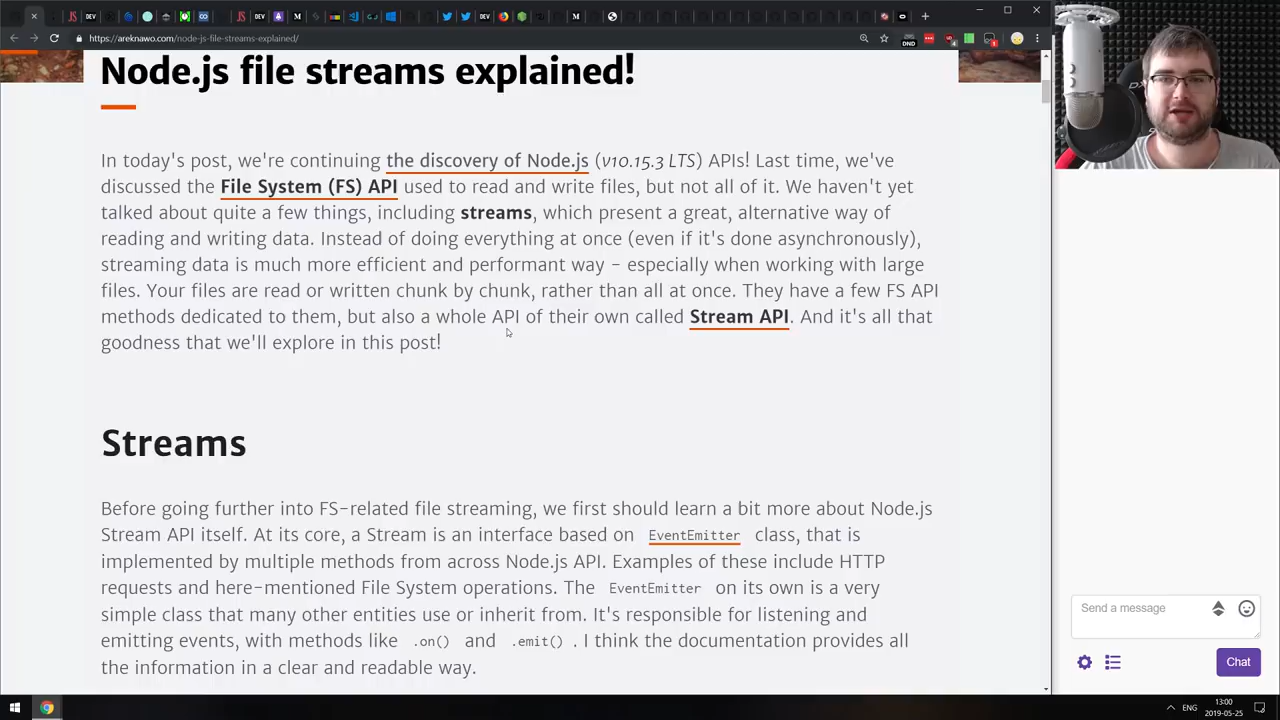 https://areknawo.com/node-js-file-streams-explained/
DND
Node.js file streams explained!
In today's post, we're continuing the discovery of Node.js (v10.15.3 LTS) APIs! Last time, we've
discussed the File System (FS) API used to read and write files, but not all of it. We haven't yet
talked about quite a few things, including streams, which present a great, alternative way of
reading and writing data. Instead of doing everything at once (even if it's done asynchronously),
streaming data is much more efficient and performant way - especially when working with large
files. Your files are read or written chunk by chunk, rather than all at once. They have a few FS API
methods dedicated to them, but also a whole API of their own called Stream API. And it's all that
goodness that we'll explore in this post!
Streams
Before going further into FS-related file streaming, we first should learn a bit more about Node.js
Stream API itself. At its core, a Stream is an interface based on EventEmitter class, that is
implemented by multiple methods from across Node.js API. Examples of these include HTTP
requests and here-mentioned File System operations. The EventEmitter on its own is a very
simple class that many other entities use or inherit from. It's responsible for listening and
emitting events, with methods like .on() and .emit() . I think the documentation provides all
the information in a clear and readable way.
Send a message
Chat
ENG
13:00
2019-05-25